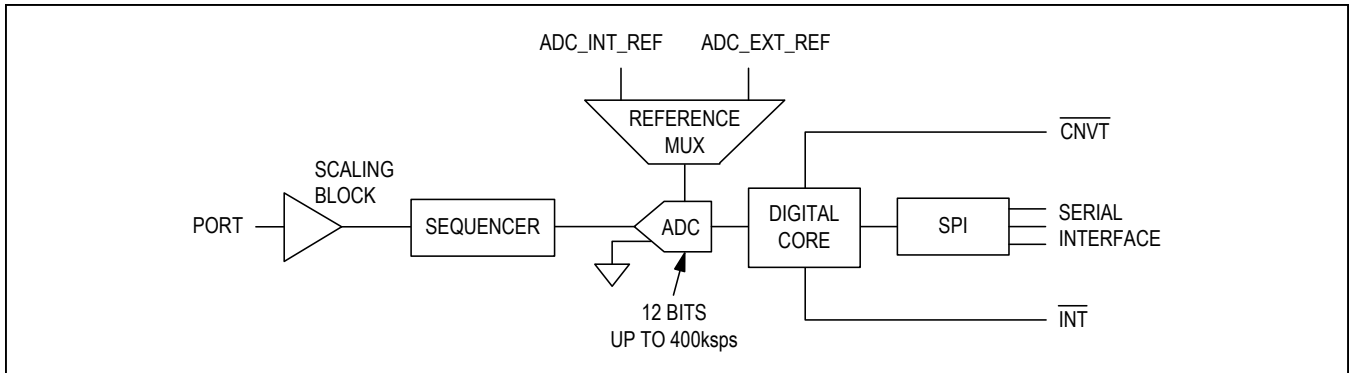 ADC_INT_REF
ADC_EXT_REF
REFERENCE
MUX
CNVT
SCALING
BLOCK
PORT
SEQUENCER
ADC
DIGITAL
CORE
SPI
SERIAL
INTERFACE
12 BITS
UP TO 400ksps
INT